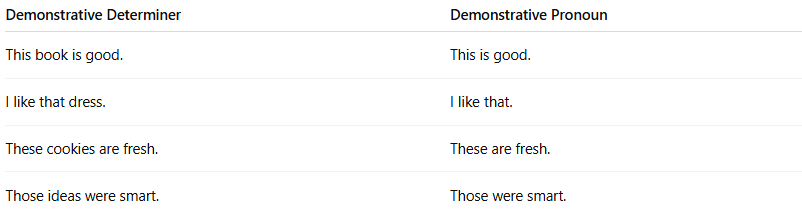 Demonstrative Determiner Demonstrative Pronoun
This book is good. This is good.
I like that dress. I like that.
These cookies are fresh. These are fresh.
Those ideas were smart. Those were smart.